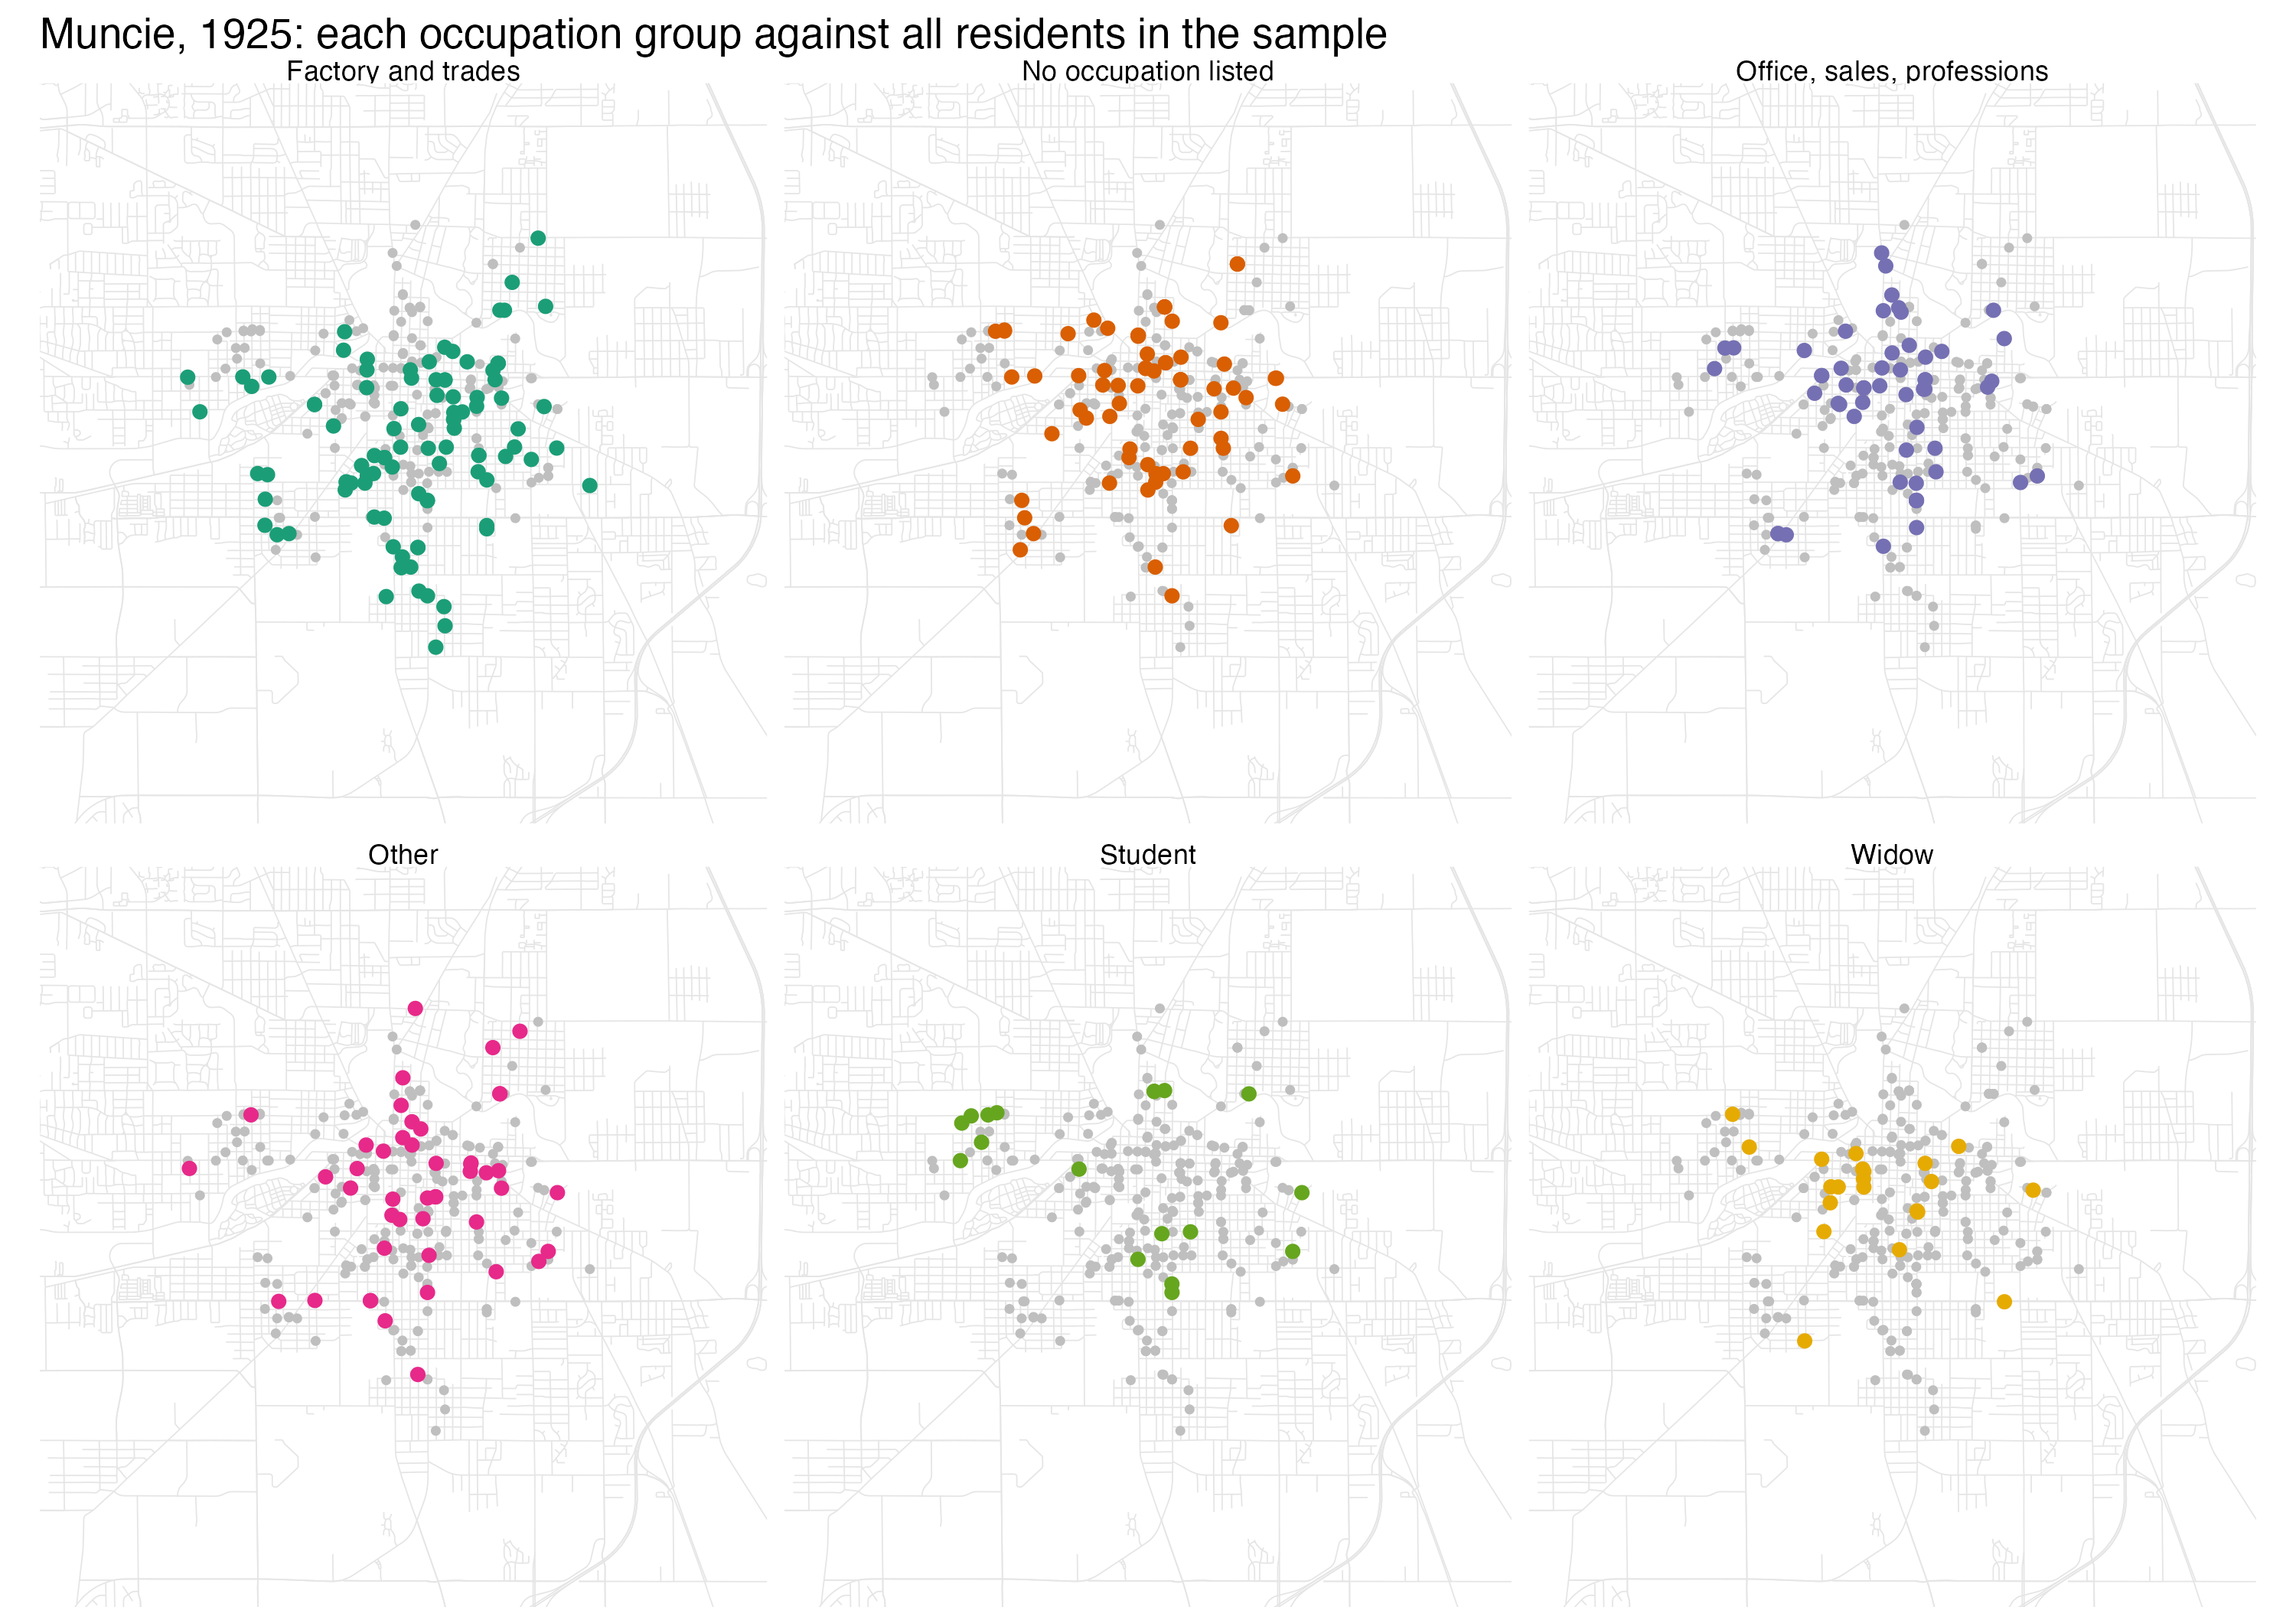 Muncie, 1925: each occupation group against all residents in the sample
Factory and trades
No occupation listed
Office, sales, professions
Other
Student
Widow